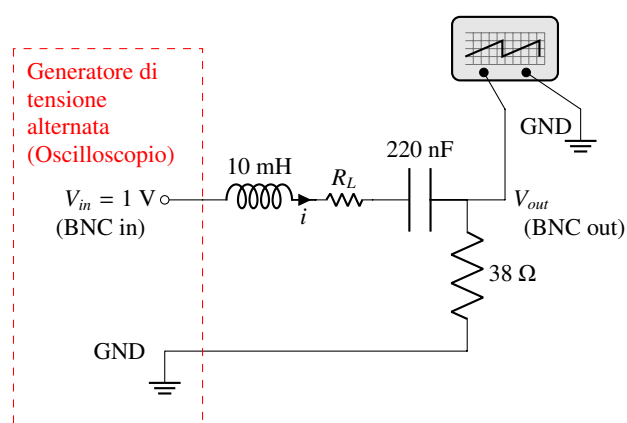 Generatore di
tensione
alternata
(Oscilloscopio)
GND
10 mH
R_L
220 nF
V_in = 1 V
(BNC in)
i
V_out
(BNC out)
38 Ω
GND